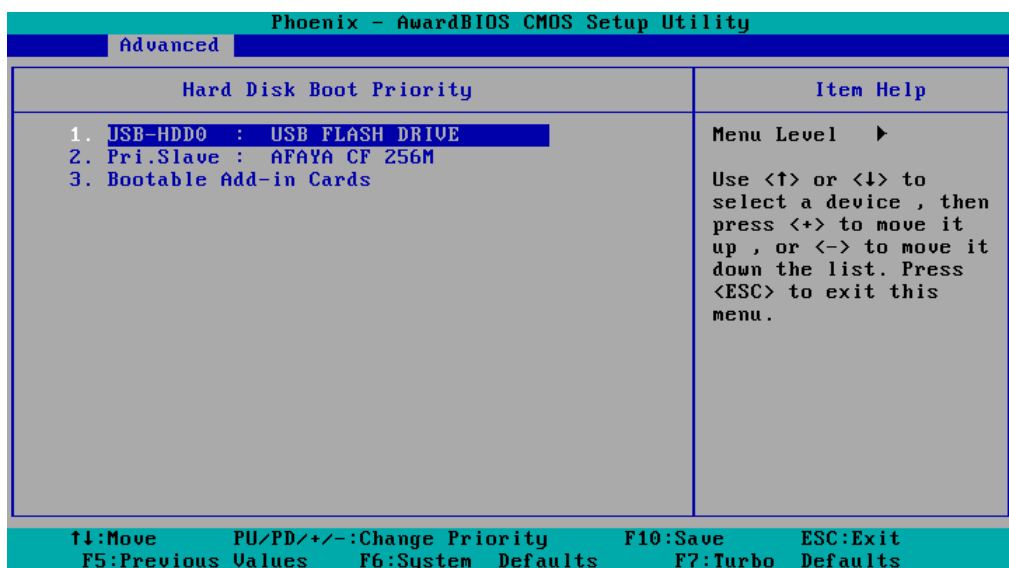 Phoenix - AwardBIOS CMOS Setup Utility
Advanced
Hard Disk Boot Priority
Item Help
1. USB-HDD0 : USB FLASH DRIVE
2. Pri.Slave : AFAYA CF 256M
3. Bootable Add-in Cards
Menu Level ▶
Use <↑> or <↓> to
select a device , then
press <+> to move it
up , or <-> to move it
down the list. Press
<ESC> to exit this
menu.
↑↓:Move PU/PD/+/-:Change Priority F10:Save ESC:Exit
F5:Previous Values F6:System Defaults F7:Turbo Defaults